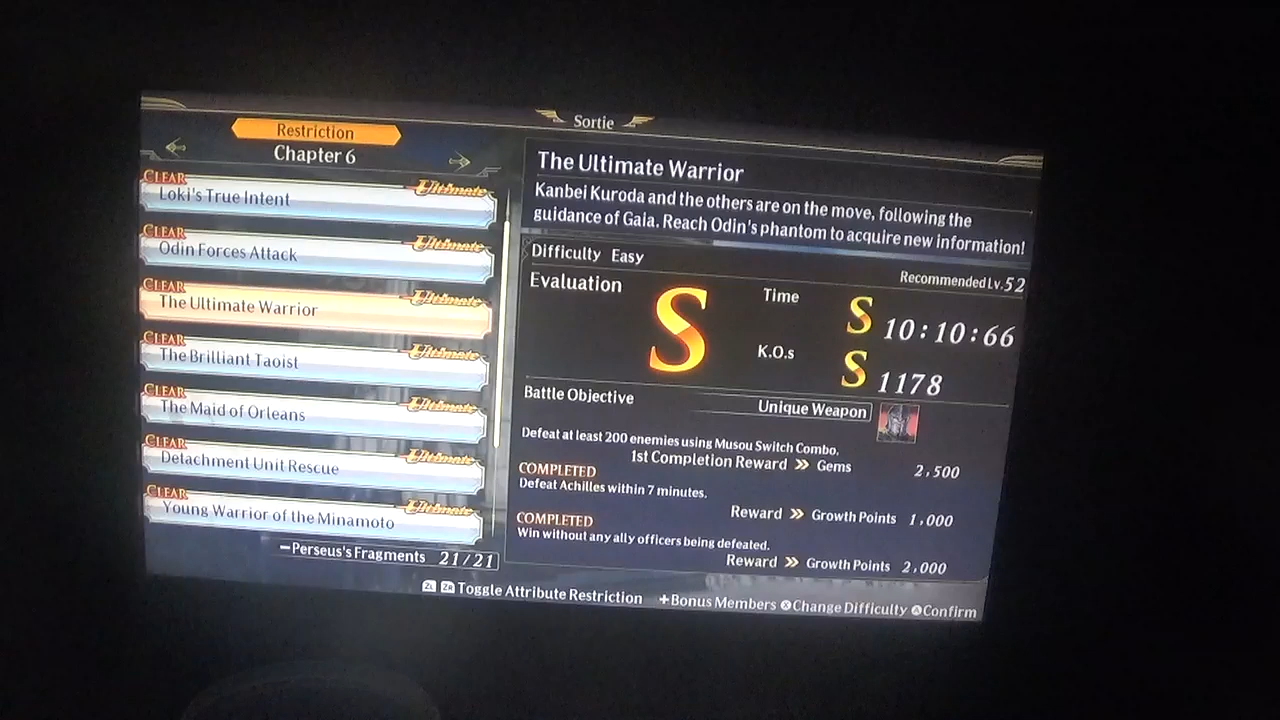 Sortie
Restriction
Chapter 6
CLEAR
Loki's True Intent
Ultimate
CLEAR
Odin Forces Attack
Ultimate
CLEAR
The Ultimate Warrior
Ultimate
CLEAR
The Brilliant Taoist
Ultimate
CLEAR
The Maid of Orleans
Ultimate
CLEAR
Detachment Unit Rescue
Ultimate
CLEAR
Young Warrior of the Minamoto
Ultimate
Perseus's Fragments 21/21
The Ultimate Warrior
Kanbei Kuroda and the others are on the move, following the
guidance of Gaia. Reach Odin's phantom to acquire new information!
Difficulty Easy
Recommended Lv.52
Evaluation S
Time S 10:10:66
K.O.s S 1178
Battle Objective
Unique Weapon
Defeat at least 200 enemies using Musou Switch Combo.
1st Completion Reward >> Gems 2,500
COMPLETED
Defeat Achilles within 7 minutes.
Reward >> Growth Points 1,000
COMPLETED
Win without any ally officers being defeated.
Reward >> Growth Points 2,000
ZL ZR Toggle Attribute Restriction +Bonus Members X Change Difficulty A Confirm